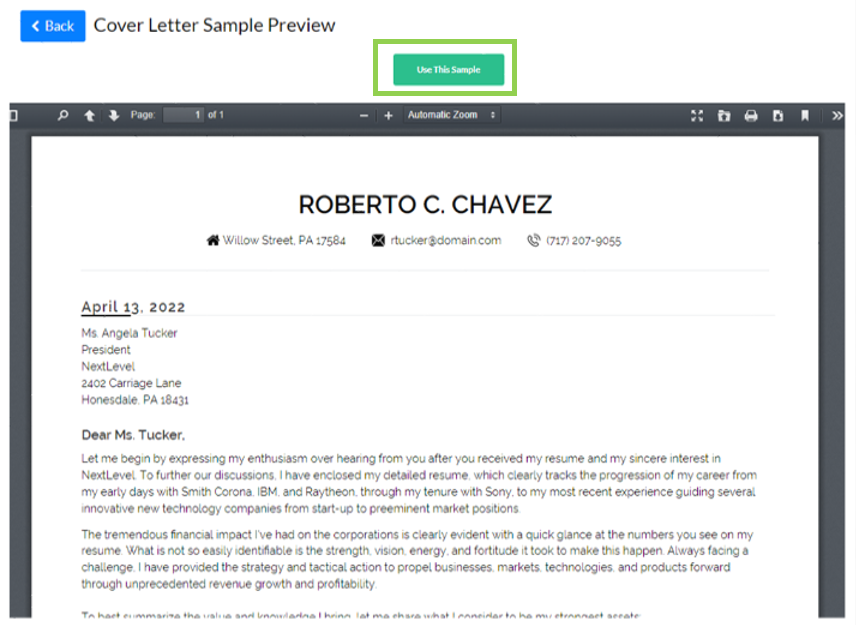 Back Cover Letter Sample Preview
Use This Sample
Page: 1 of 1 Automatic Zoom
ROBERTO C. CHAVEZ
Willow Street, PA 17584 rtucker@domain.com (717) 207-9055
April 13, 2022
Ms. Angela Tucker
President
NextLevel
2402 Carriage Lane
Honesdale, PA 18431
Dear Ms. Tucker,
Let me begin by expressing my enthusiasm over hearing from you after you received my resume and my sincere interest in
NextLevel. To further our discussions, I have enclosed my detailed resume, which clearly tracks the progression of my career from
my early days with Smith Corona, IBM, and Raytheon, through my tenure with Sony, to my most recent experience guiding several
innovative new technology companies from start-up to preeminent market positions.
The tremendous financial impact I've had on the corporations is clearly evident with a quick glance at the numbers you see on my
resume. What is not so easily identifiable is the strength, vision, energy, and fortitude it took to make this happen. Always facing a
challenge, I have provided the strategy and tactical action to propel businesses, markets, technologies, and products forward
through unprecedented revenue growth and profitability.
To best summarize the value and knowledge I bring, let me share what I consider to be my strongest assets: